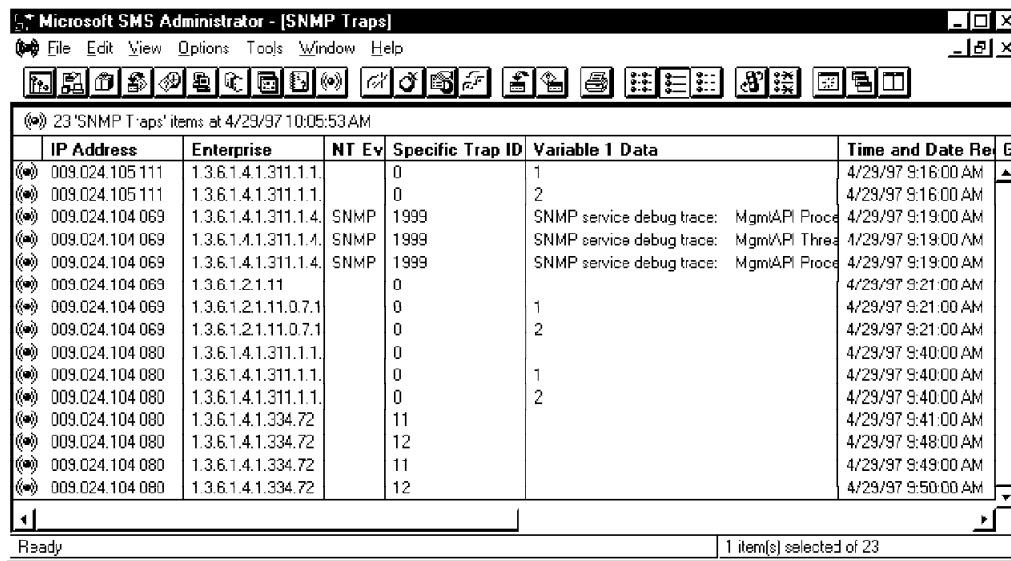 Microsoft SMS Administrator - [SNMP Traps]
File Edit View Options Tools Window Help
23 'SNMP Traps' items at 4/29/97 10:05:53 AM
IP Address Enterprise NT Ev Specific Trap ID Variable 1 Data Time and Date Re G
009.024.105 111 1.3.6.1.4.1.311.1.1. 0 1 4/29/97 9:16:00 AM
009.024.105 111 1.3.6.1.4.1.311.1.1. 0 2 4/29/97 9:16:00 AM
009.024.104 069 1.3.6.1.4.1.311.1.4. SNMP 1999 SNMP service debug trace: MgmtAPI Proce 4/29/97 9:19:00 AM
009.024.104 069 1.3.6.1.4.1.311.1.4. SNMP 1999 SNMP service debug trace: MgmtAPI Threa 4/29/97 9:19:00 AM
009.024.104 069 1.3.6.1.4.1.311.1.4. SNMP 1999 SNMP service debug trace: MgmtAPI Proce 4/29/97 9:19:00 AM
009.024.104 069 1.3.6.1.2.1.11 0 4/29/97 9:21:00 AM
009.024.104 069 1.3.6.1.2.1.11.0.7.1 0 1 4/29/97 9:21:00 AM
009.024.104 069 1.3.6.1.2.1.11.0.7.1 0 2 4/29/97 9:21:00 AM
009.024.104 080 1.3.6.1.4.1.311.1.1. 0 4/29/97 9:40:00 AM
009.024.104 080 1.3.6.1.4.1.311.1.1. 0 1 4/29/97 9:40:00 AM
009.024.104 080 1.3.6.1.4.1.311.1.1. 0 2 4/29/97 9:40:00 AM
009.024.104 080 1.3.6.1.4.1.334.72 11 4/29/97 9:41:00 AM
009.024.104 080 1.3.6.1.4.1.334.72 12 4/29/97 9:48:00 AM
009.024.104 080 1.3.6.1.4.1.334.72 11 4/29/97 9:49:00 AM
009.024.104 080 1.3.6.1.4.1.334.72 12 4/29/97 9:50:00 AM
Ready 1 item(s) selected of 23